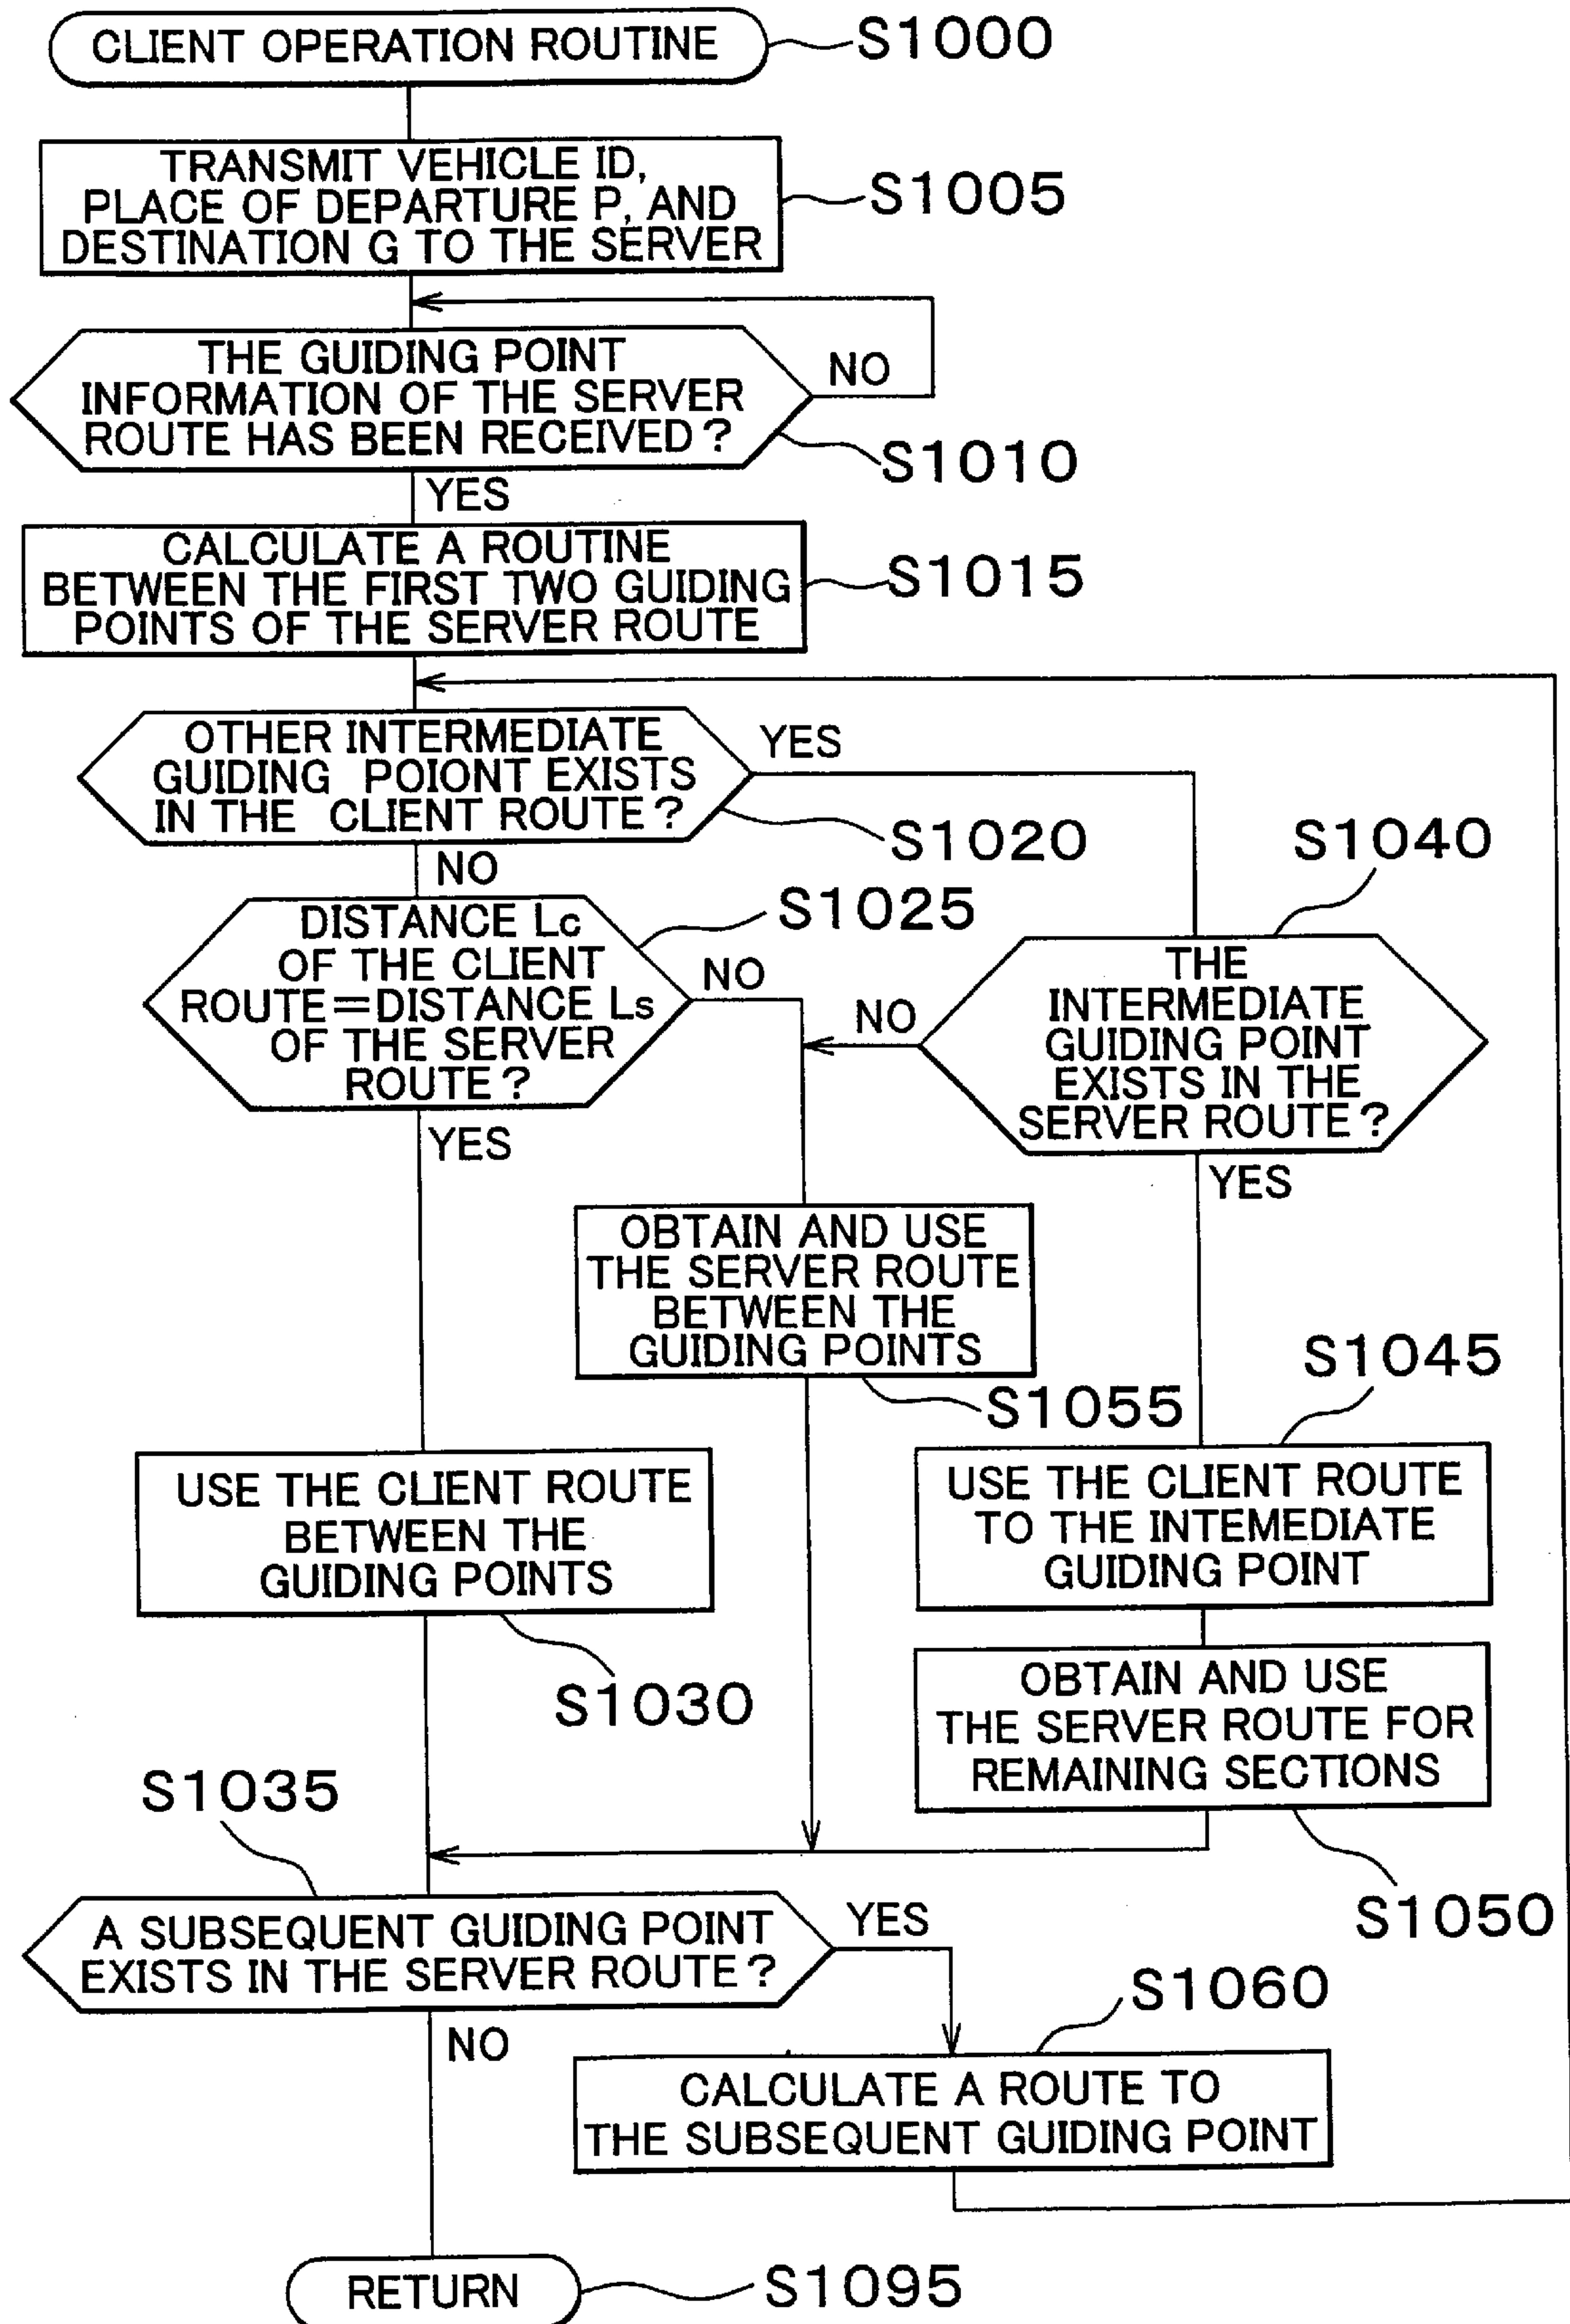 CLIENT OPERATION ROUTINE
S1000
TRANSMIT VEHICLE ID,
PLACE OF DEPARTURE P, AND
DESTINATION G TO THE SERVER
S1005
THE GUIDING POINT
INFORMATION OF THE SERVER
ROUTE HAS BEEN RECEIVED?
NO
S1010
YES
CALCULATE A ROUTINE
BETWEEN THE FIRST TWO GUIDING
POINTS OF THE SERVER ROUTE
S1015
OTHER INTERMEDIATE
GUIDING POIONT EXISTS
IN THE CLIENT ROUTE?
YES
S1020
NO
DISTANCE Lc
OF THE CLIENT
ROUTE=DISTANCE Ls
OF THE SERVER
ROUTE?
S1025
NO
YES
S1040
THE
INTERMEDIATE
GUIDING POINT
EXISTS IN THE
SERVER ROUTE?
NO
YES
OBTAIN AND USE
THE SERVER ROUTE
BETWEEN THE
GUIDING POINTS
S1055
S1045
USE THE CLIENT ROUTE
BETWEEN THE
GUIDING POINTS
S1030
USE THE CLIENT ROUTE
TO THE INTEMEDIATE
GUIDING POINT
OBTAIN AND USE
THE SERVER ROUTE FOR
REMAINING SECTIONS
S1050
S1035
A SUBSEQUENT GUIDING POINT
EXISTS IN THE SERVER ROUTE?
YES
NO
S1060
CALCULATE A ROUTE TO
THE SUBSEQUENT GUIDING POINT
RETURN
S1095